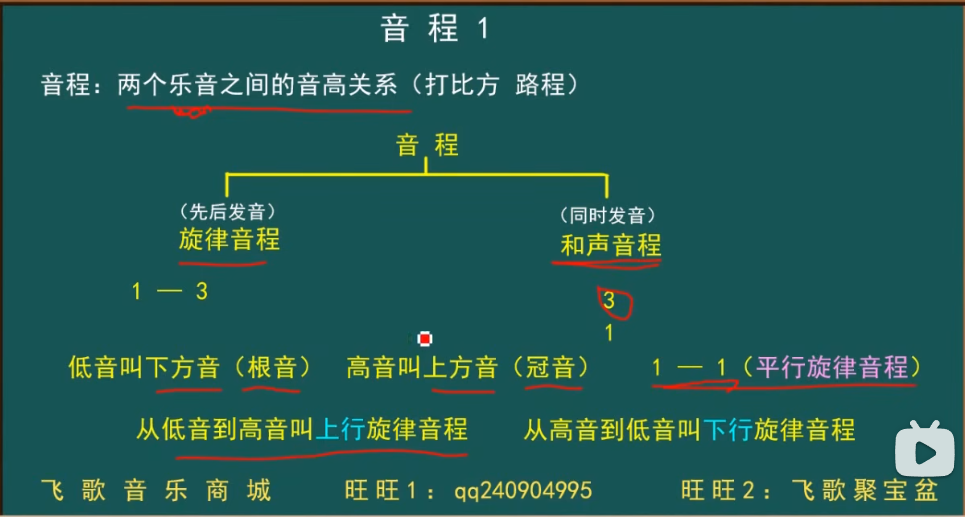 音 程 1
音程：两个乐音之间的音高关系（打比方 路程）
音 程
（先后发音） （同时发音）
旋律音程 和声音程
1 — 3 3
1
低音叫下方音（根音） 高音叫上方音（冠音） 1 — 1（平行旋律音程）
从低音到高音叫上行旋律音程 从高音到低音叫下行旋律音程
飞 歌 音 乐 商 城 旺旺1：qq240904995 旺旺2：飞歌聚宝盆